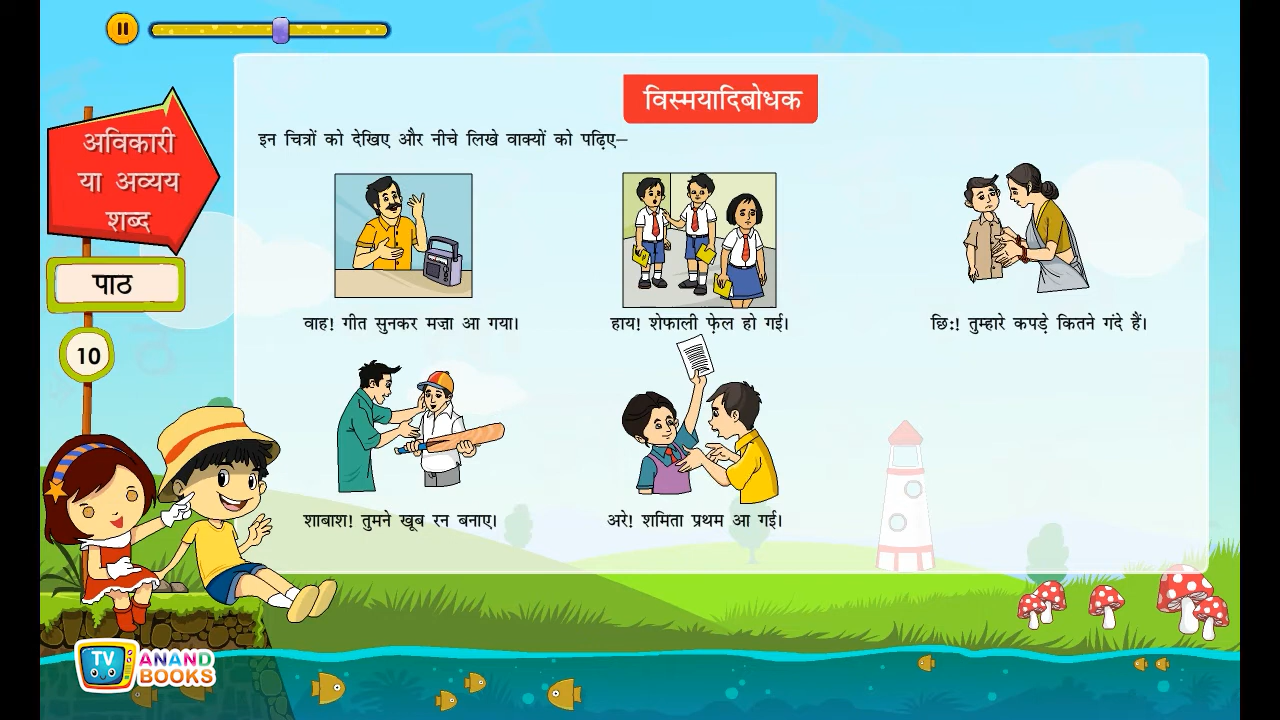 विस्मयादिबोधक
अविकारी
या अव्यय
शब्द
पाठ
10
इन चित्रों को देखिए और नीचे लिखे वाक्यों को पढ़िए–
वाह! गीत सुनकर मज़ा आ गया।
हाय! शेफाली फ़ेल हो गई।
छिः! तुम्हारे कपड़े कितने गंदे हैं।
शाबाश! तुमने खूब रन बनाए।
अरे! शमिता प्रथम आ गई।
TV
ANAND
BOOKS